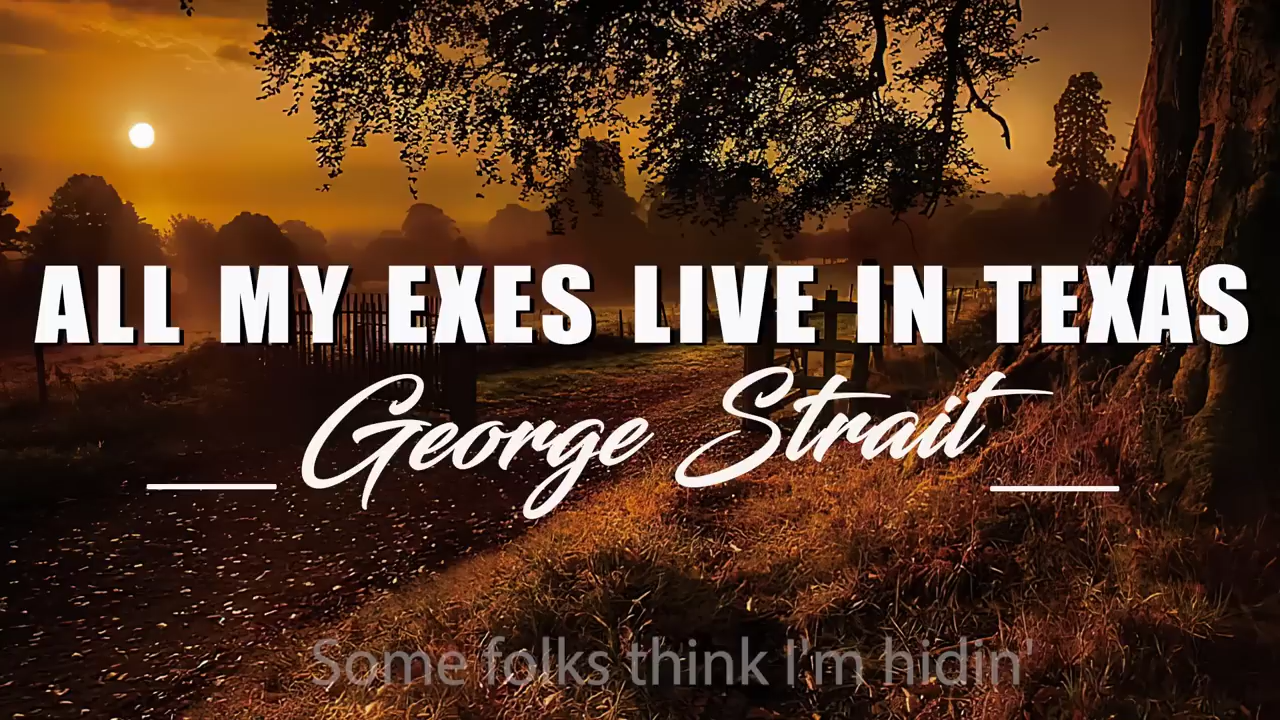 ALL MY EXES LIVE IN TEXAS
George Strait
Some folks think I'm hidin'